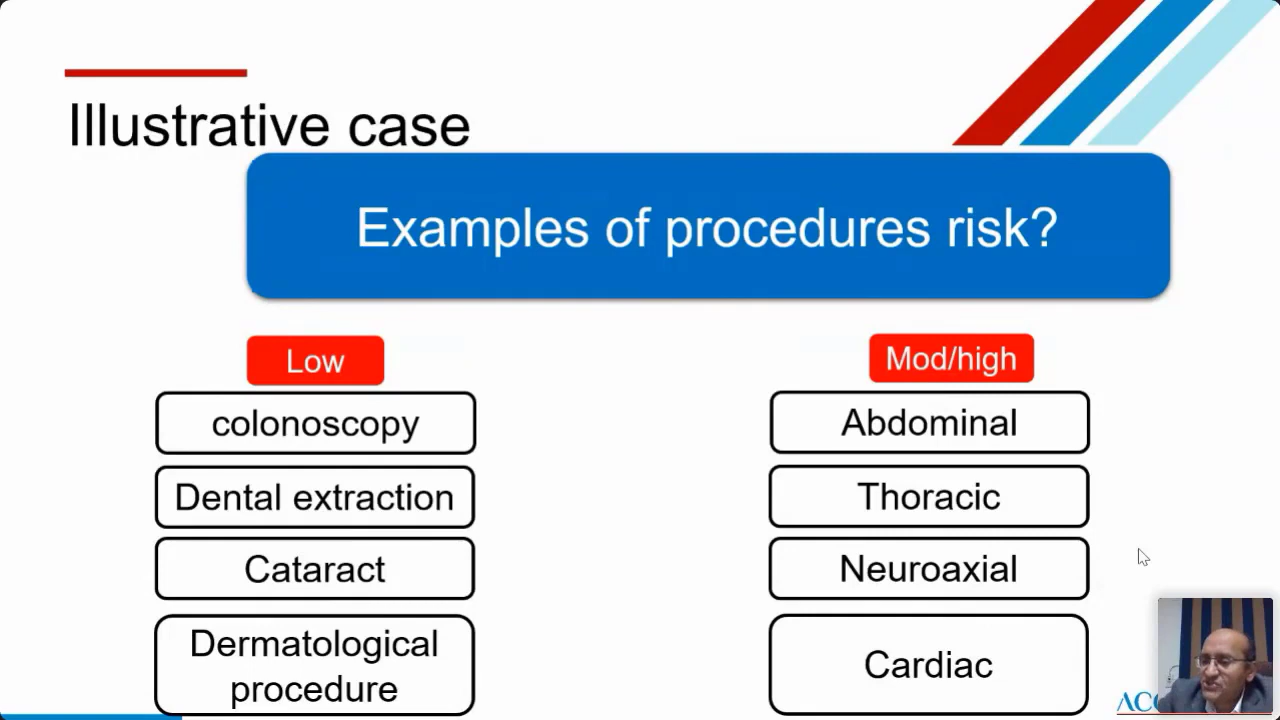 Illustrative case
Examples of procedures risk?
Low
Mod/high
colonoscopy
Abdominal
Dental extraction
Thoracic
Cataract
Neuroaxial
Dermatological
procedure
Cardiac